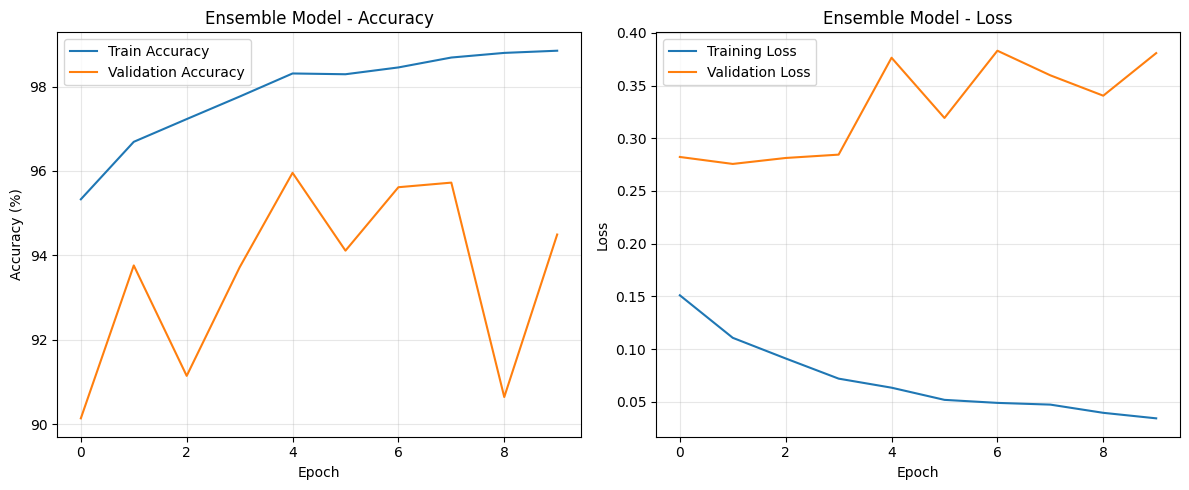 Ensemble Model - Accuracy
Train Accuracy
Validation Accuracy
98
96
94
92
90
Accuracy (%)
0
2
4
6
8
Epoch
Ensemble Model - Loss
Training Loss
Validation Loss
0.40
0.35
0.30
0.25
0.20
0.15
0.10
0.05
Loss
0
2
4
6
8
Epoch